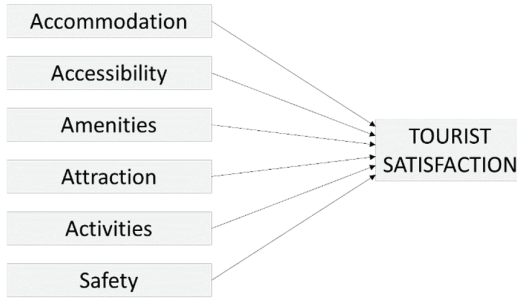 Accommodation
Accessibility
Amenities
Attraction
Activities
Safety
TOURIST
SATISFACTION